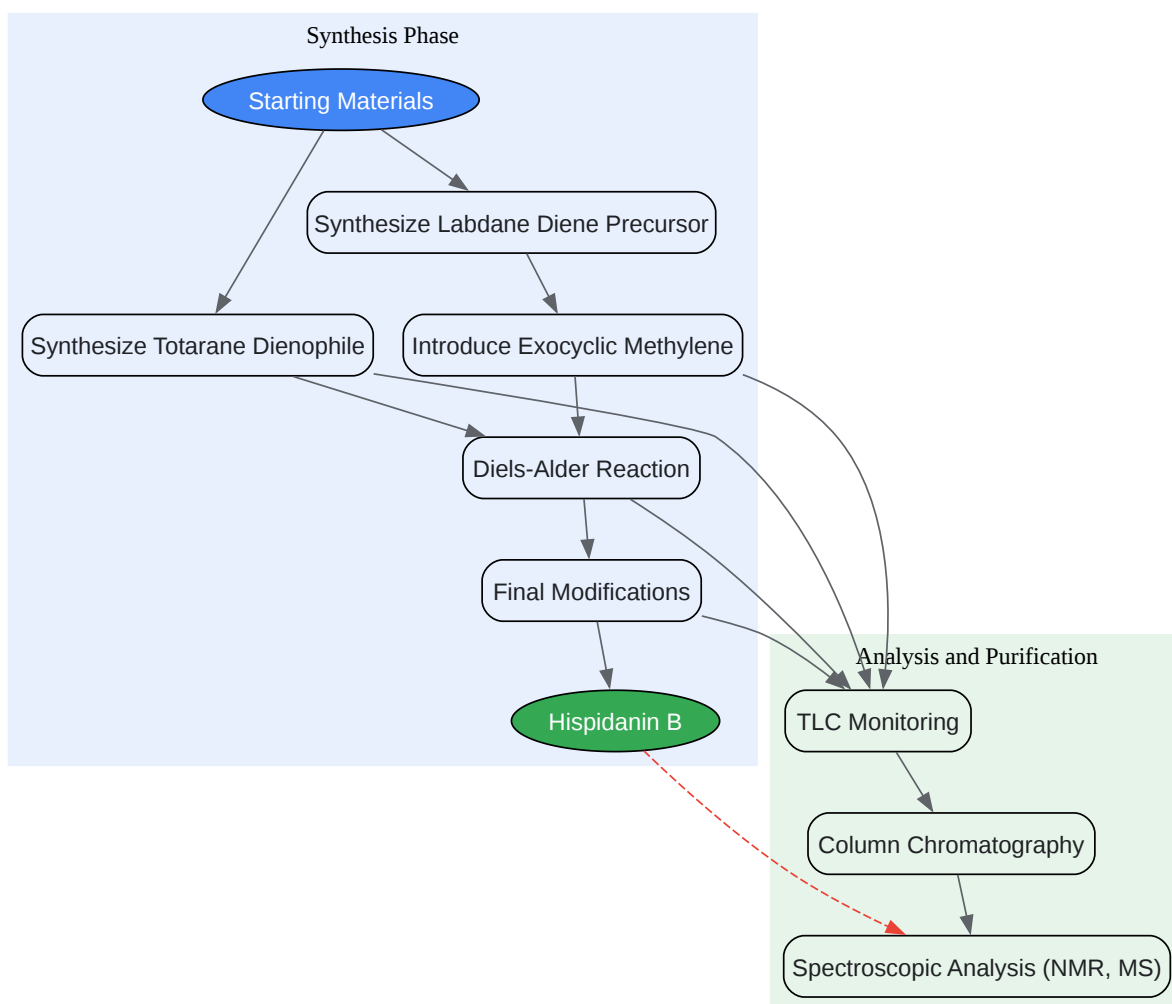 Synthesis Phase
Starting Materials
Synthesize Labdane Diene Precursor
Synthesize Totarane Dienophile
Introduce Exocyclic Methylene
Diels-Alder Reaction
Final Modifications
Hispidanin B
Analysis and Purification
TLC Monitoring
Column Chromatography
Spectroscopic Analysis (NMR, MS)